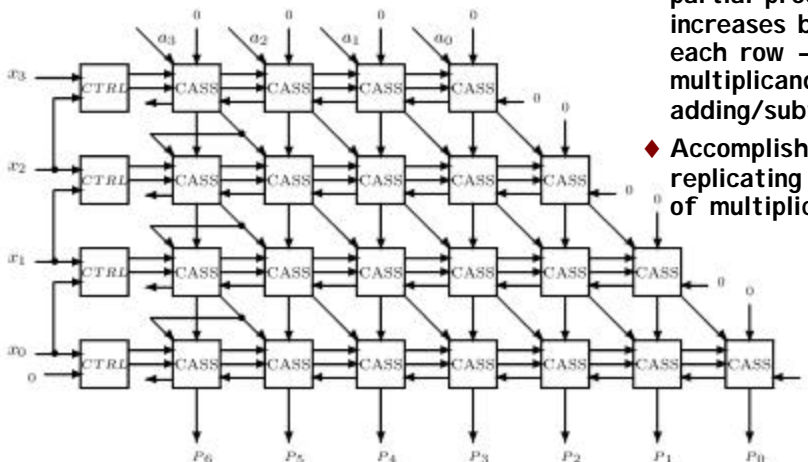 partial pro
increases b
each row –
multiplicand
adding/sub
♦ Accomplish
replicating
of multiplic
0 0 0 0
a3 a2 a1 a0
x3 CTRL CASS CASS CASS CASS 0
0
x2 CTRL CASS CASS CASS CASS CASS 0
0
x1 CTRL CASS CASS CASS CASS CASS CASS 0
0
x0 CTRL CASS CASS CASS CASS CASS CASS CASS
0
P6 P5 P4 P3 P2 P1 P0